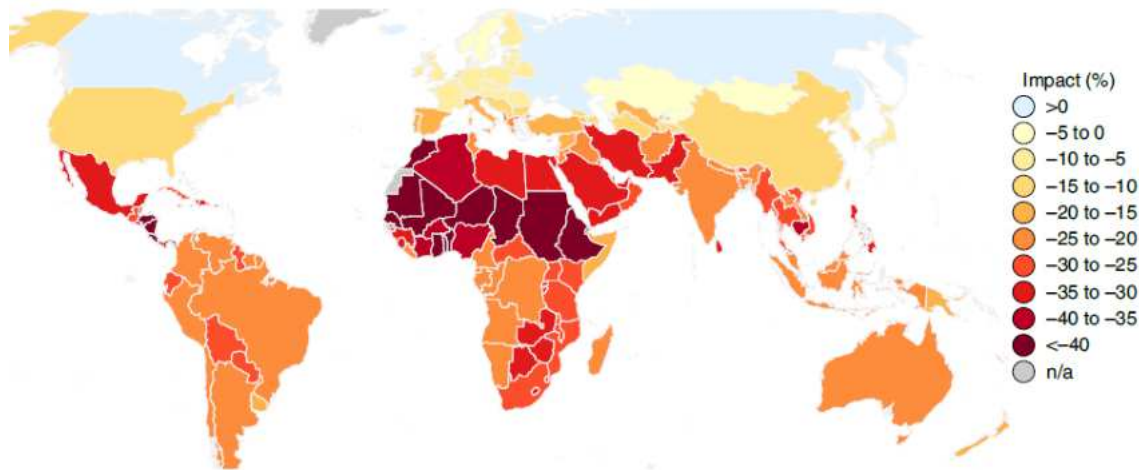 Impact (%)
>0
−5 to 0
−10 to −5
−15 to −10
−20 to −15
−25 to −20
−30 to −25
−35 to −30
−40 to −35
<−40
n/a